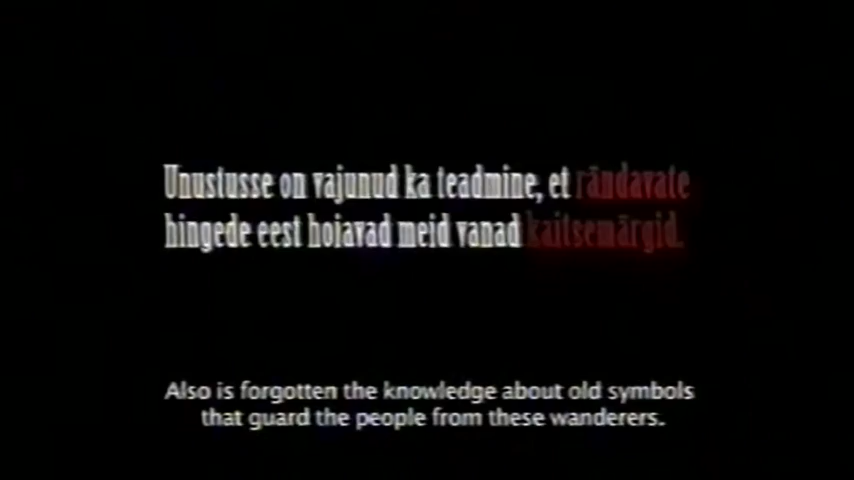 Unustusse on vajunud ka teadmine, et rändavate
hingede eest hoiavad meid vanad kaitsemärgid.
Also is forgotten the knowledge about old symbols
that guard the people from these wanderers.